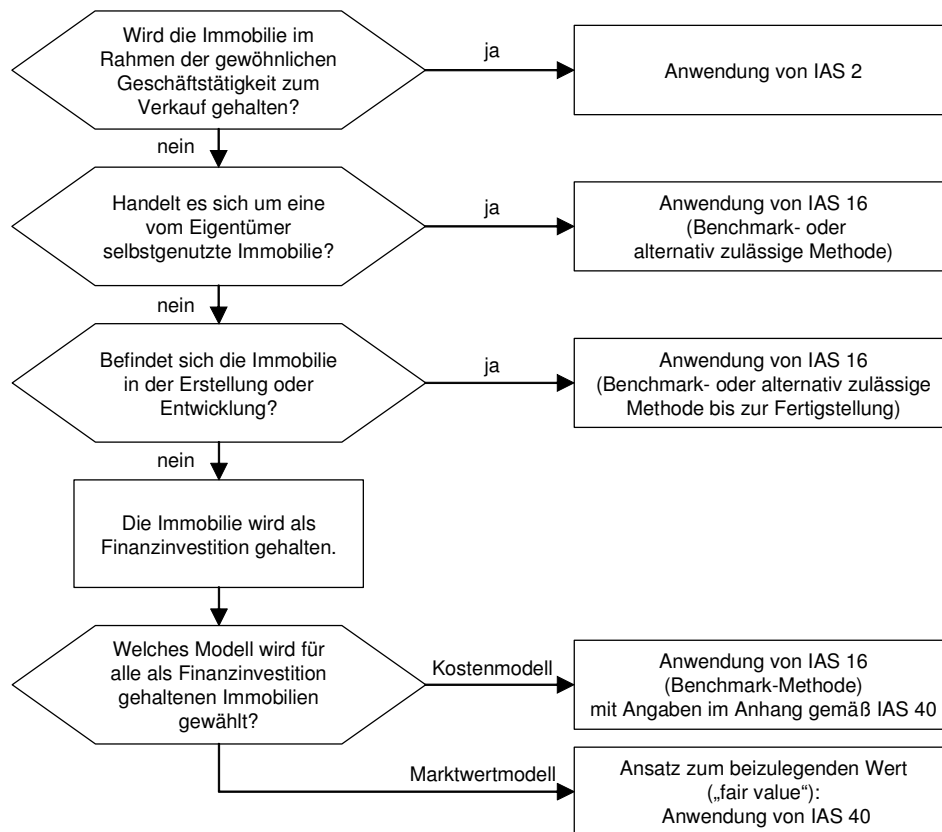 Wird die Immobilie im
Rahmen der gewöhnlichen
Geschäftstätigkeit zum
Verkauf gehalten?
ja
Anwendung von IAS 2
nein
Handelt es sich um eine
vom Eigentümer
selbstgenutzte Immobilie?
ja
Anwendung von IAS 16
(Benchmark- oder
alternativ zulässige Methode)
nein
Befindet sich die Immobilie
in der Erstellung oder
Entwicklung?
ja
Anwendung von IAS 16
(Benchmark- oder alternativ zulässige
Methode bis zur Fertigstellung)
nein
Die Immobilie wird als
Finanzinvestition gehalten.
Welches Modell wird für
alle als Finanzinvestition
gehaltenen Immobilien
gewählt?
Kostenmodell
Anwendung von IAS 16
(Benchmark-Methode)
mit Angaben im Anhang gemäß IAS 40
Marktwertmodell
Ansatz zum beizulegenden Wert
(„fair value“):
Anwendung von IAS 40